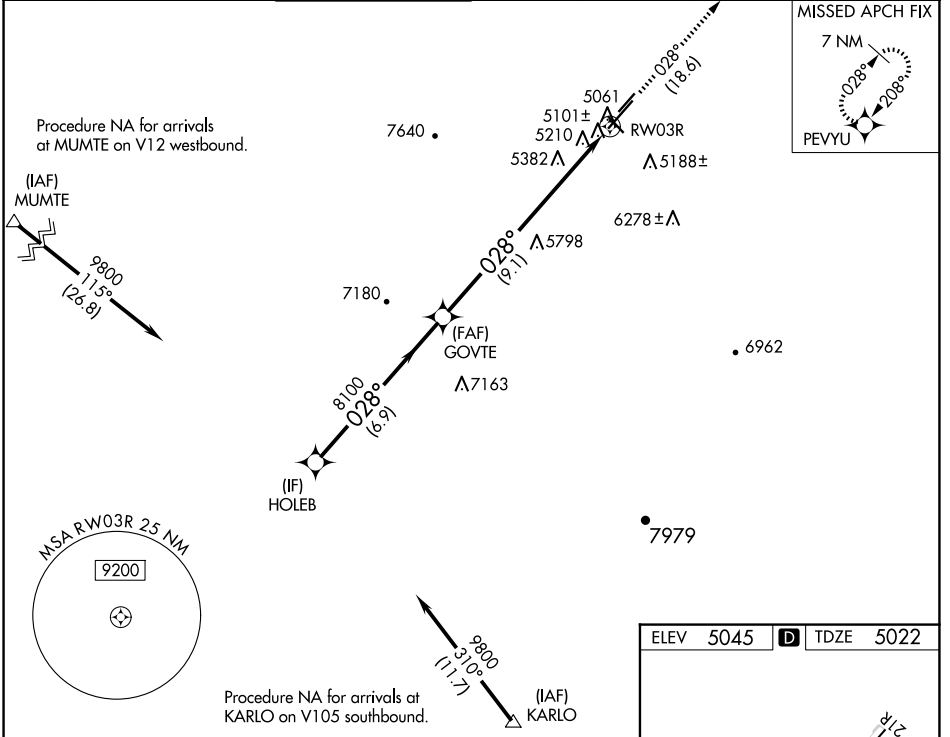 MISSED APCH FIX
7 NM
028°
208°
PEVYU
028°
(18.6)
5061
5101±
5210
RW03R
5382
5188±
7640
Procedure NA for arrivals
at MUMTE on V12 westbound.
(IAF)
MUMTE
6278±
5798
028°
(9.1)
9800
115°
(26.8)
7180
(FAF)
GOVTE
6962
7163
8100
028°
(6.9)
(IF)
HOLEB
MSA RW03R 25 NM
9200
7979
9800
310°
(11.7)
(IAF)
KARLO
Procedure NA for arrivals at
KARLO on V105 southbound.
ELEV 5045 D TDZE 5022
21R